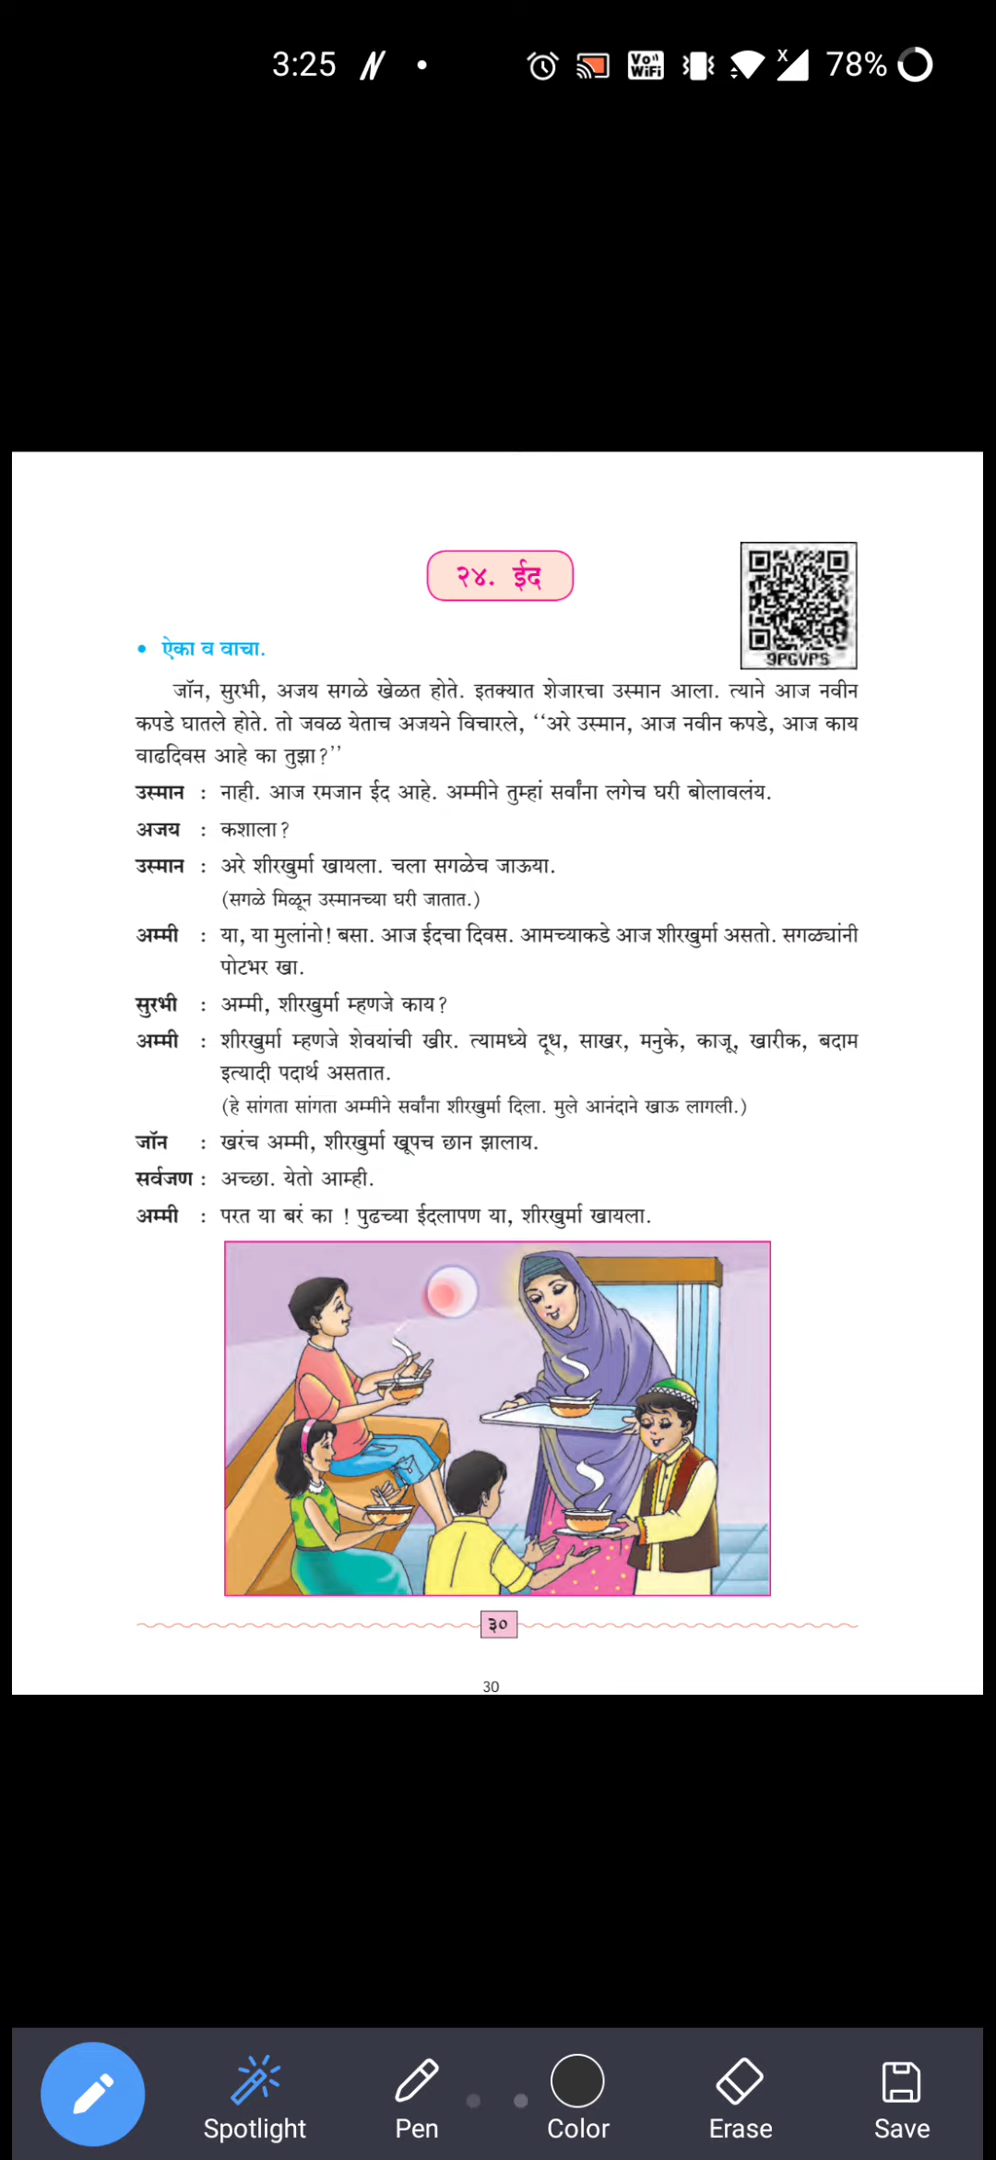 3:25
Vo))
WiFi
x
78%
२४. ईद
9PGVPS
• ऐका व वाचा.
जॉन, सुरभी, अजय सगळे खेळत होते. इतक्यात शेजारचा उस्मान आला. त्याने आज नवीन
कपडे घातले होते. तो जवळ येताच अजयने विचारले, ‘‘अरे उस्मान, आज नवीन कपडे, आज काय
वाढदिवस आहे का तुझा?’’
उस्मान : नाही. आज रमजान ईद आहे. अम्मीने तुम्हां सर्वांना लगेच घरी बोलावलंय.
अजय : कशाला?
उस्मान : अरे शीरखुर्मा खायला. चला सगळेच जाऊया.
(सगळे मिळून उस्मानच्या घरी जातात.)
अम्मी : या, या मुलांनो! बसा. आज ईदचा दिवस. आमच्याकडे आज शीरखुर्मा असतो. सगळ्यांनी
पोटभर खा.
सुरभी : अम्मी, शीरखुर्मा म्हणजे काय?
अम्मी : शीरखुर्मा म्हणजे शेवयांची खीर. त्यामध्ये दूध, साखर, मनुके, काजू, खारीक, बदाम
इत्यादी पदार्थ असतात.
(हे सांगता सांगता अम्मीने सर्वांना शीरखुर्मा दिला. मुले आनंदाने खाऊ लागली.)
जॉन : खरंच अम्मी, शीरखुर्मा खूपच छान झालाय.
सर्वजण : अच्छा. येतो आम्ही.
अम्मी : परत या बरं का ! पुढच्या ईदलापण या, शीरखुर्मा खायला.
३०
30
Spotlight Pen Color Erase Save